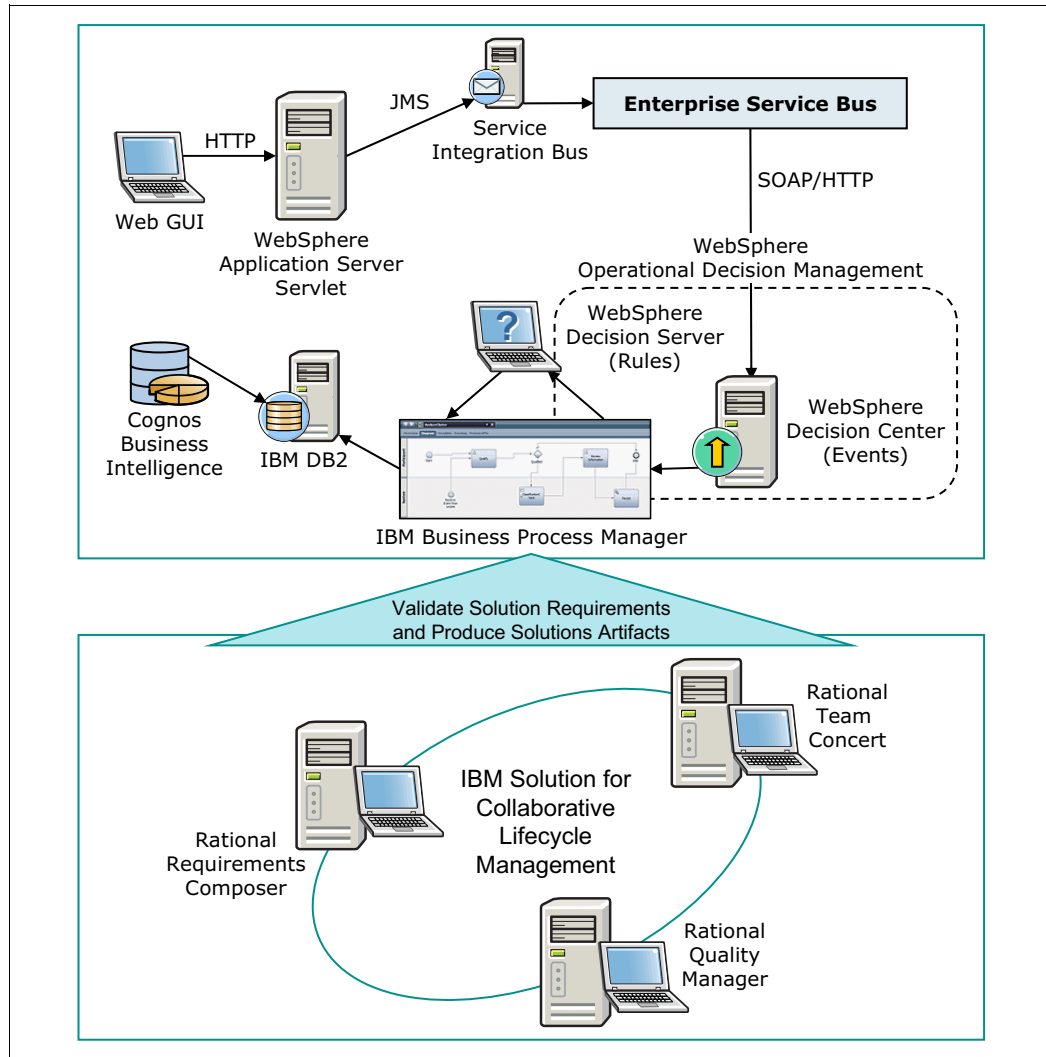 HTTP
JMS
Web GUI
WebSphere
Application Server
Servlet
Service
Integration Bus
Enterprise Service Bus
SOAP/HTTP
WebSphere
Operational Decision Management
WebSphere
Decision Server
(Rules)
?
WebSphere
Decision Center
(Events)
Cognos
Business
Intelligence
IBM DB2
IBM Business Process Manager
Validate Solution Requirements
and Produce Solutions Artifacts
Rational
Team
Concert
IBM Solution for
Collaborative
Lifecycle
Management
Rational
Requirements
Composer
Rational
Quality
Manager